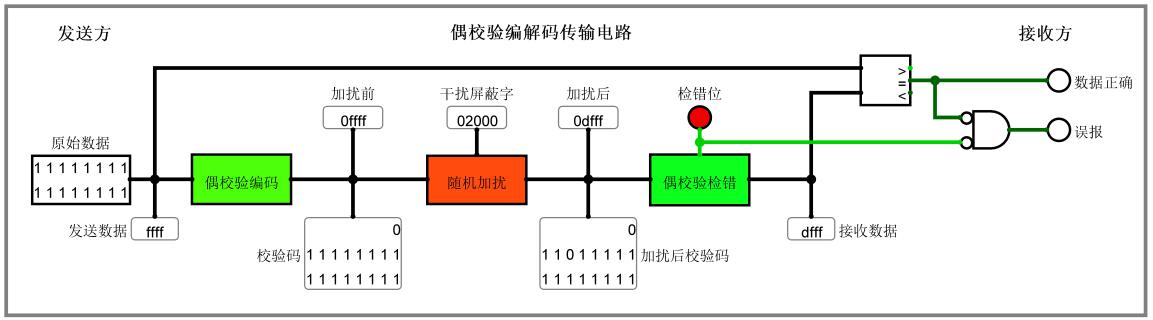 发送方
偶校验编解码传输电路
接收方
加扰前
干扰屏蔽字
加扰后
检错位
>
=
<
数据正确
0ffff
02000
0dfff
误报
原始数据
1 1 1 1 1 1 1 1
1 1 1 1 1 1 1 1
偶校验编码
随机加扰
偶校验检错
发送数据
ffff
校验码
0
1 1 1 1 1 1 1 1
1 1 1 1 1 1 1 1
0
1 1 0 1 1 1 1 1
1 1 1 1 1 1 1 1
加扰后校验码
dfff
接收数据